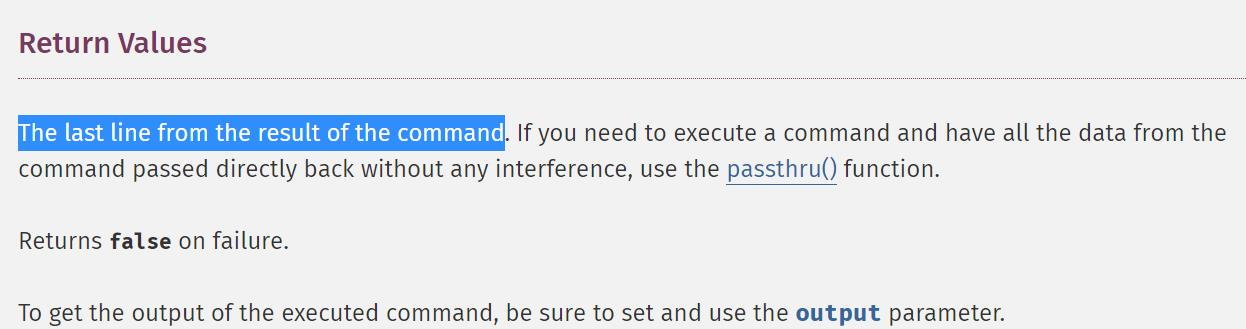 Return Values
The last line from the result of the command. If you need to execute a command and have all the data from the
command passed directly back without any interference, use the passthru() function.
Returns false on failure.
To get the output of the executed command, be sure to set and use the output parameter.